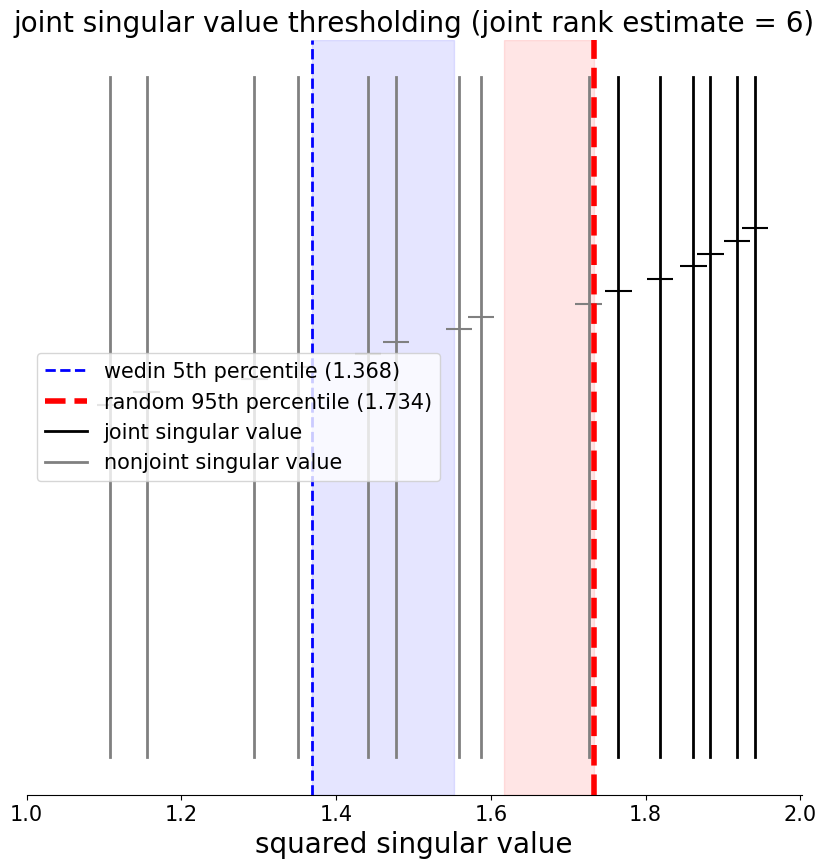 joint singular value thresholding (joint rank estimate = 6)
wedin 5th percentile (1.368)
random 95th percentile (1.734)
joint singular value
nonjoint singular value
1.0 1.2 1.4 1.6 1.8 2.0
squared singular value